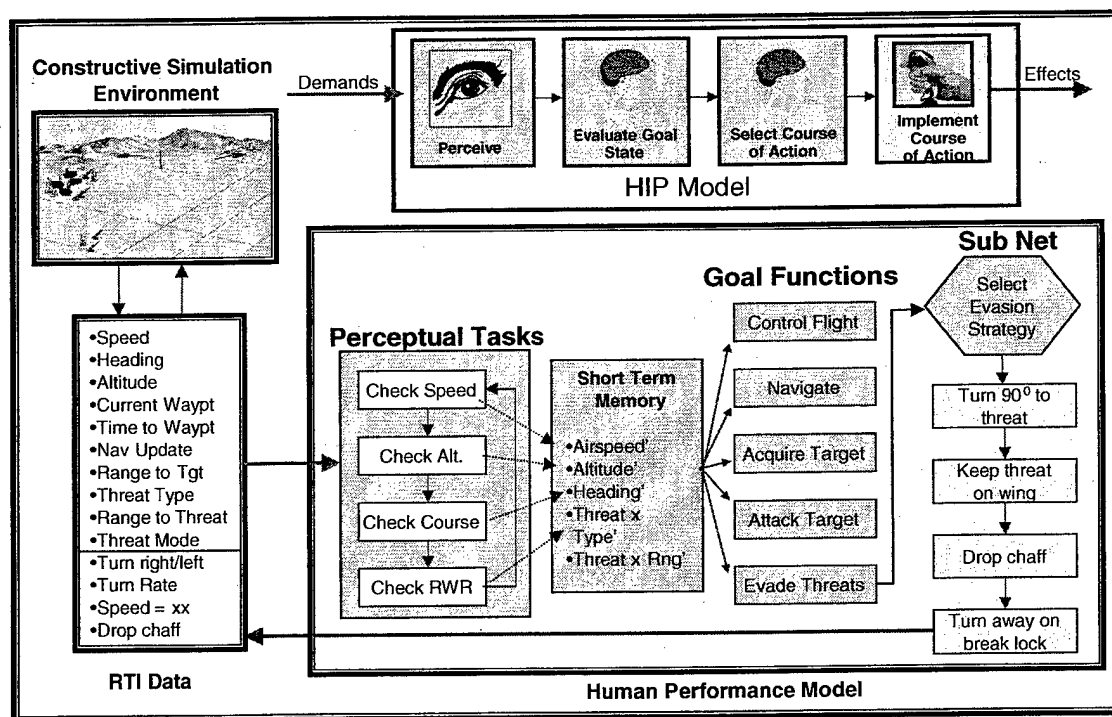 Constructive Simulation
Environment
Demands
Perceive
Evaluate Goal
State
Select Course
of Action
Implement
Course
of Action
Effects
HIP Model
•Speed
•Heading
•Altitude
•Current Waypt
•Time to Waypt
•Nav Update
•Range to Tgt
•Threat Type
•Range to Threat
•Threat Mode
•Turn right/left
•Turn Rate
•Speed = xx
•Drop chaff
RTI Data
Perceptual Tasks
Check Speed
Check Alt.
Check Course
Check RWR
Short Term
Memory
•Airspeed'
•Altitude'
•Heading'
•Threat x
Type'
•Threat x Rng'
Goal Functions
Control Flight
Navigate
Acquire Target
Attack Target
Evade Threats
Sub Net
Select
Evasion
Strategy
Turn 90⁰ to
threat
Keep threat
on wing
Drop chaff
Turn away on
break lock
Human Performance Model